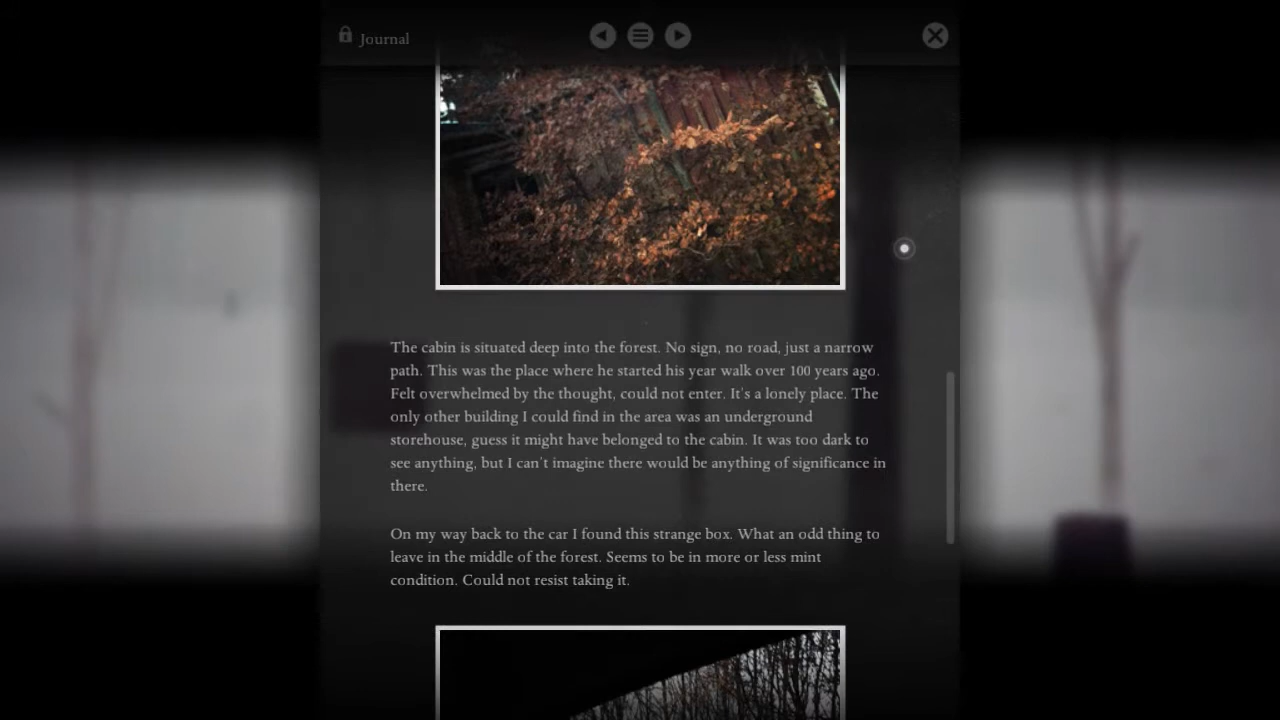 Journal
The cabin is situated deep into the forest. No sign, no road, just a narrow
path. This was the place where he started his year walk over 100 years ago.
Felt overwhelmed by the thought, could not enter. It's a lonely place. The
only other building I could find in the area was an underground
storehouse, guess it might have belonged to the cabin. It was too dark to
see anything, but I can't imagine there would be anything of significance in
there.
On my way back to the car I found this strange box. What an odd thing to
leave in the middle of the forest. Seems to be in more or less mint
condition. Could not resist taking it.